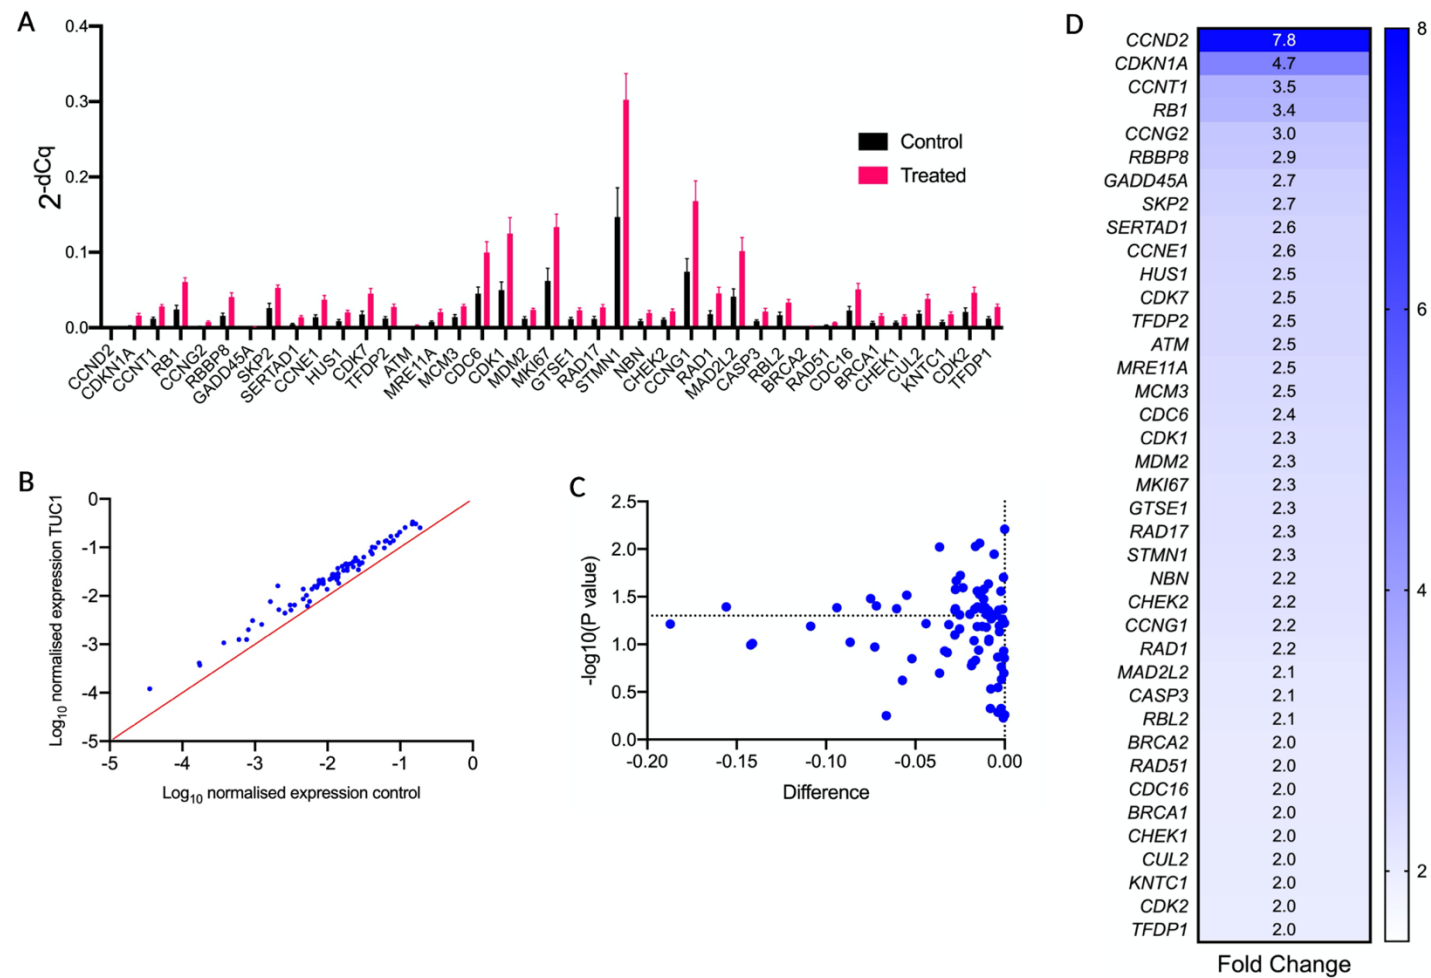 A
0.4
0.3
0.2
0.1
0.0
2-dCq
Control
Treated
CCND2
CDKN1A
CCNT1
RB1
CCNG2
RBBP8
GADD45A
SKP2
SERTAD1
CCNE1
HUS1
CDK7
TFDP2
ATM
MRE11A
MCM3
CDC6
CDK1
MDM2
MKI67
GTSE1
RAD17
STMN1
NBN
CHEK2
CCNG1
RAD1
MAD2L2
CASP3
RBL2
BRCA2
RAD51
CDC16
BRCA1
CHEK1
CUL2
KNTC1
CDK2
TFDP1
B
Log10 normalised expression TUC1
0
-1
-2
-3
-4
-5
-5 -4 -3 -2 -1 0
Log10 normalised expression control
C
-log10(P value)
2.5
2.0
1.5
1.0
0.5
0.0
-0.20 -0.15 -0.10 -0.05 0.00
Difference
D
CCND2 7.8
CDKN1A 4.7
CCNT1 3.5
RB1 3.4
CCNG2 3.0
RBBP8 2.9
GADD45A 2.7
SKP2 2.7
SERTAD1 2.6
CCNE1 2.6
HUS1 2.5
CDK7 2.5
TFDP2 2.5
ATM 2.5
MRE11A 2.5
MCM3 2.5
CDC6 2.4
CDK1 2.3
MDM2 2.3
MKI67 2.3
GTSE1 2.3
RAD17 2.3
STMN1 2.3
NBN 2.2
CHEK2 2.2
CCNG1 2.2
RAD1 2.2
MAD2L2 2.1
CASP3 2.1
RBL2 2.1
BRCA2 2.0
RAD51 2.0
CDC16 2.0
BRCA1 2.0
CHEK1 2.0
CUL2 2.0
KNTC1 2.0
CDK2 2.0
TFDP1 2.0
Fold Change
8
6
4
2